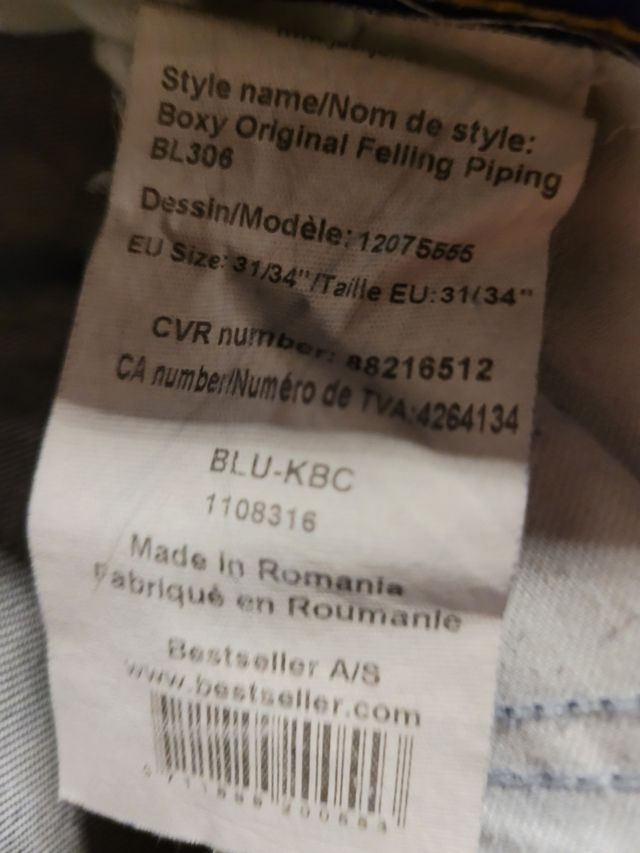 Style name/Nom de style:
Boxy Original Felling Piping
BL306
Dessin/Modèle: 12075555
EU Size: 31/34"/Taille EU: 31/34"
CVR number: 88216512
CA number/Numéro de TVA: 4264134
BLU-KBC
1108316
Made in Romania
Fabriqué en Roumanie
Bestseller A/S
www.bestseller.com